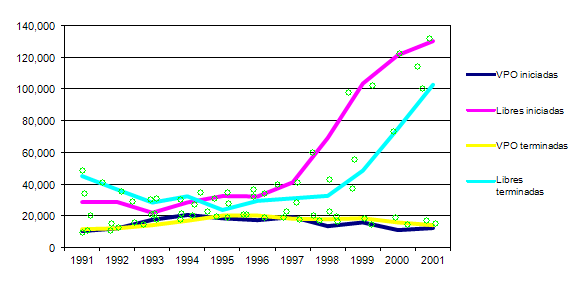 140,000
120,000
100,000
80,000
60,000
40,000
20,000
0
1991 1992 1993 1994 1995 1996 1997 1998 1999 2000 2001
VPO iniciadas
Libres iniciadas
VPO terminadas
Libres
terminadas